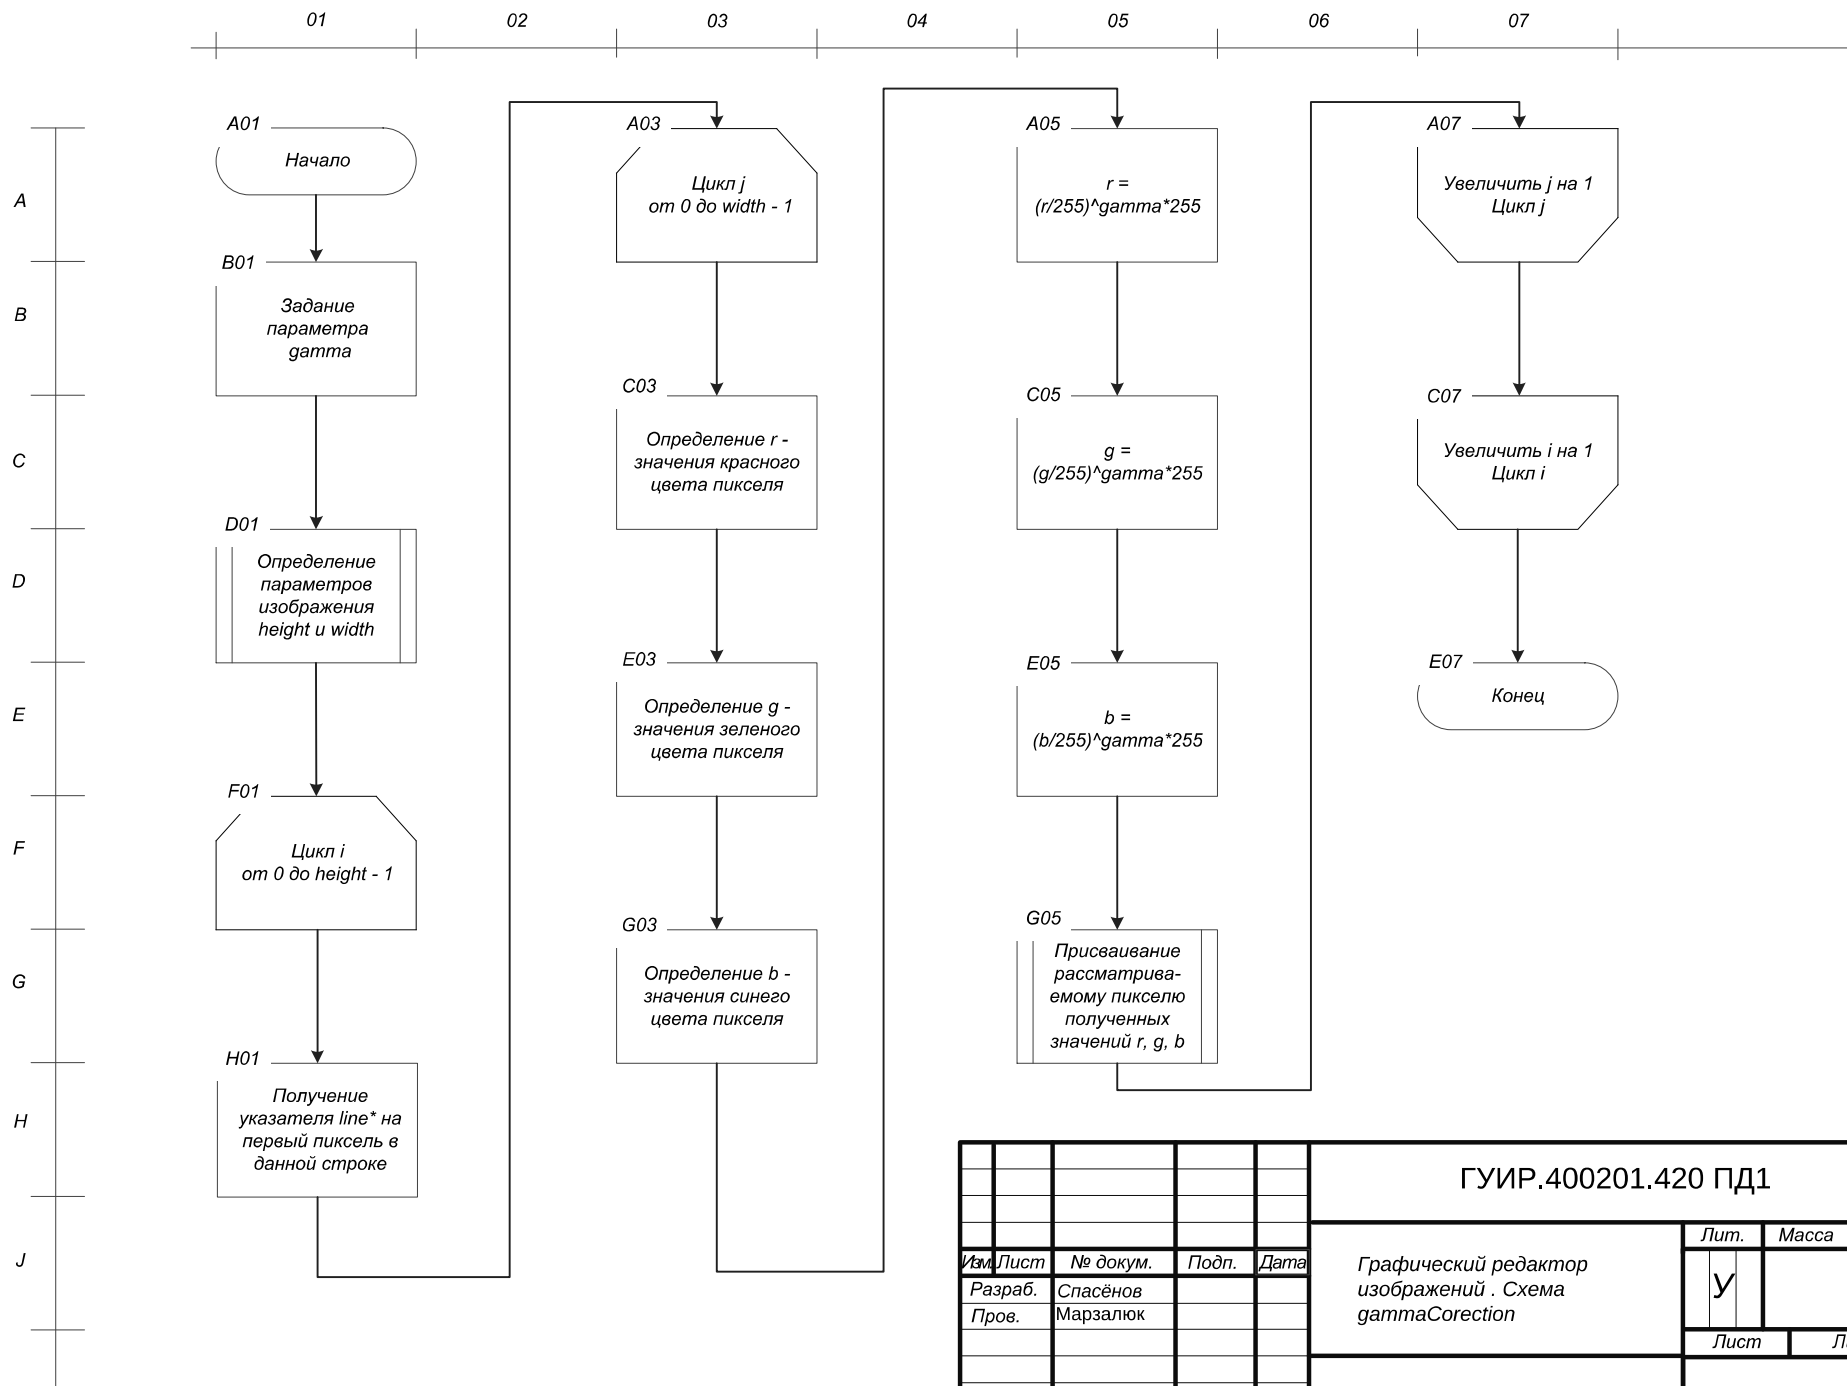 01 02 03 04 05 06 07
A
B
C
D
E
F
G
H
J
A01
Начало
B01
Задание
параметра
gamma
D01
Определение
параметров
изображения
height и width
F01
Цикл i
от 0 до height - 1
H01
Получение
указателя line* на
первый пиксель в
данной строке
A03
Цикл j
от 0 до width - 1
C03
Определение r -
значения красного
цвета пикселя
E03
Определение g -
значения зеленого
цвета пикселя
G03
Определение b -
значения синего
цвета пикселя
A05
r =
(r/255)^gamma*255
C05
g =
(g/255)^gamma*255
E05
b =
(b/255)^gamma*255
G05
Присваивание
рассматрива-
емому пикселю
полученных
значений r, g, b
A07
Увеличить j на 1
Цикл j
C07
Увеличить i на 1
Цикл i
E07
Конец
ГУИР.400201.420 ПД1
Изм. Лист № докум. Подп. Дата
Разраб. Спасёнов
Пров. Марзалюк
Графический редактор
изображений . Схема
gammaCorection
Лит. Масса
У
Лист